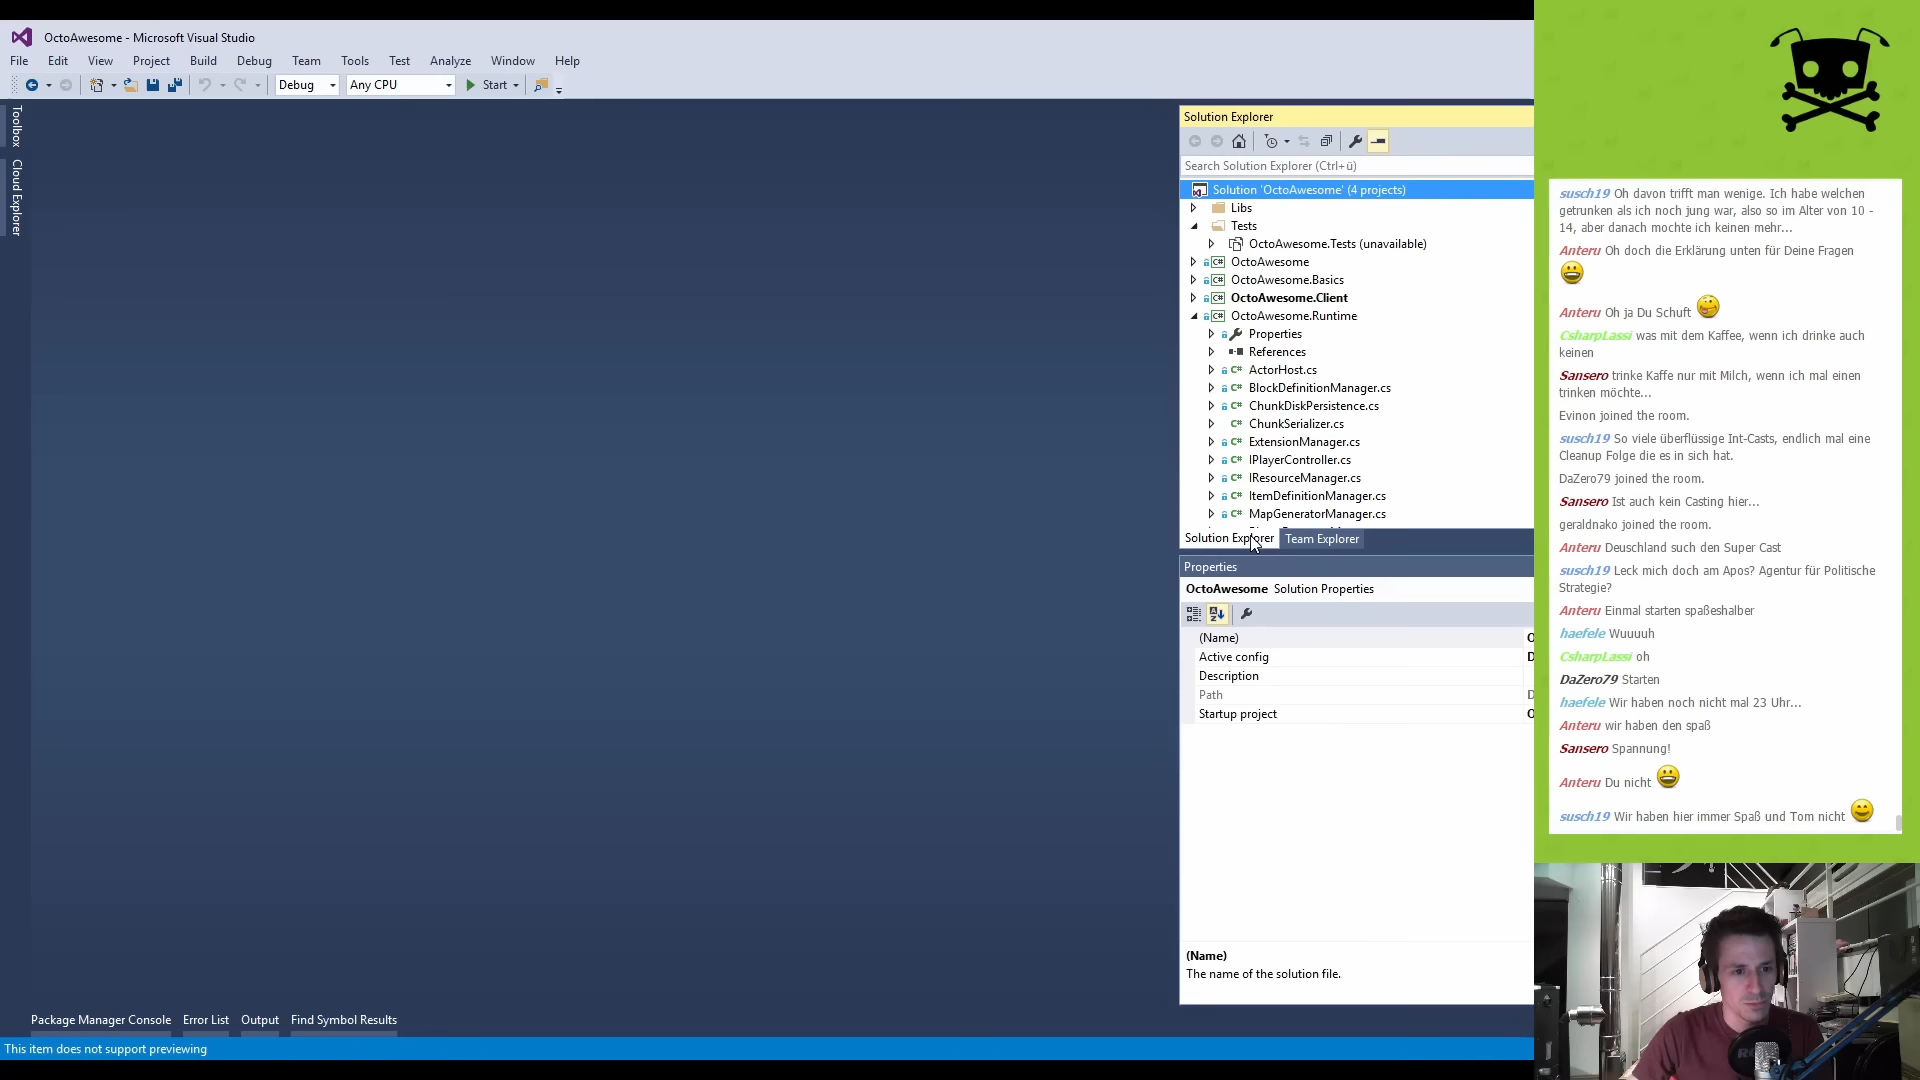 OctoAwesome - Microsoft Visual Studio
File Edit View Project Build Debug Team Tools Test Analyze Window Help
Debug Any CPU Start
Toolbox
Cloud Explorer
Solution Explorer
Search Solution Explorer (Ctrl+ü)
Solution 'OctoAwesome' (4 projects)
Libs
Tests
OctoAwesome.Tests (unavailable)
OctoAwesome
OctoAwesome.Basics
OctoAwesome.Client
OctoAwesome.Runtime
Properties
References
ActorHost.cs
BlockDefinitionManager.cs
ChunkDiskPersistence.cs
ChunkSerializer.cs
ExtensionManager.cs
IPlayerController.cs
IResourceManager.cs
ItemDefinitionManager.cs
MapGeneratorManager.cs
Solution Explorer Team Explorer
Properties
OctoAwesome Solution Properties
(Name)
Active config
Description
Path
Startup project
(Name)
The name of the solution file.
Package Manager Console Error List Output Find Symbol Results
This item does not support previewing
susch19 Oh davon trifft man wenige. Ich habe welchen
getrunken als ich noch jung war, also so im Alter von 10 -
14, aber danach mochte ich keinen mehr...
Anteru Oh doch die Erklärung unten für Deine Fragen
Anteru Oh ja Du Schuft
CsharpLassi was mit dem Kaffee, wenn ich drinke auch
keinen
Sansero trinke Kaffe nur mit Milch, wenn ich mal einen
trinken möchte...
Evinon joined the room.
susch19 So viele überflüssige Int-Casts, endlich mal eine
Cleanup Folge die es in sich hat.
DaZero79 joined the room.
Sansero Ist auch kein Casting hier...
geraldnako joined the room.
Anteru Deuschland such den Super Cast
susch19 Leck mich doch am Apos? Agentur für Politische
Strategie?
Anteru Einmal starten spaßeshalber
haefele Wuuuuh
CsharpLassi oh
DaZero79 Starten
haefele Wir haben noch nicht mal 23 Uhr...
Anteru wir haben den spaß
Sansero Spannung!
Anteru Du nicht
susch19 Wir haben hier immer Spaß und Tom nicht